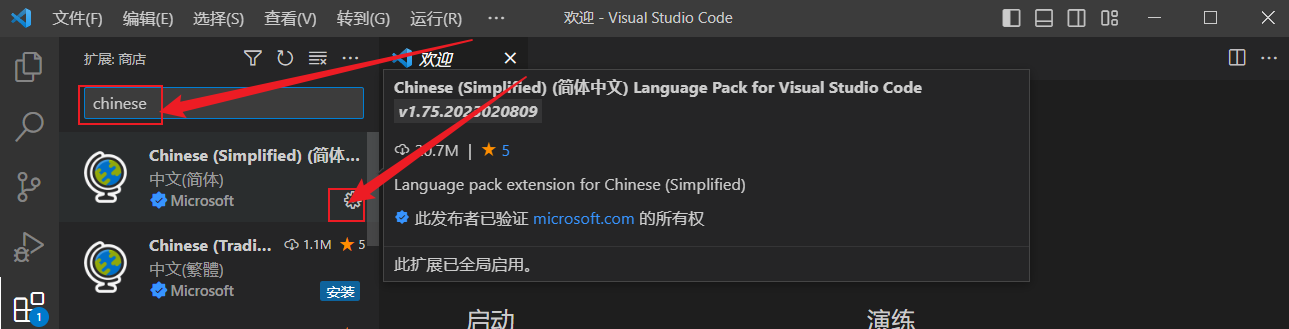 文件(F) 编辑(E) 选择(S) 查看(V) 转到(G) 运行(R) ··· 欢迎 - Visual Studio Code
扩展: 商店 ···
欢迎
chinese
Chinese (Simplified) (简体...
中文(简体)
Microsoft
Chinese (Tradi... 1.1M 5
中文(繁體)
Microsoft
安装
1
Chinese (Simplified) (简体中文) Language Pack for Visual Studio Code
v1.75.2023020809
20.7M | 5
Language pack extension for Chinese (Simplified)
此发布者已验证 microsoft.com 的所有权
此扩展已全局启用。
启动 演练